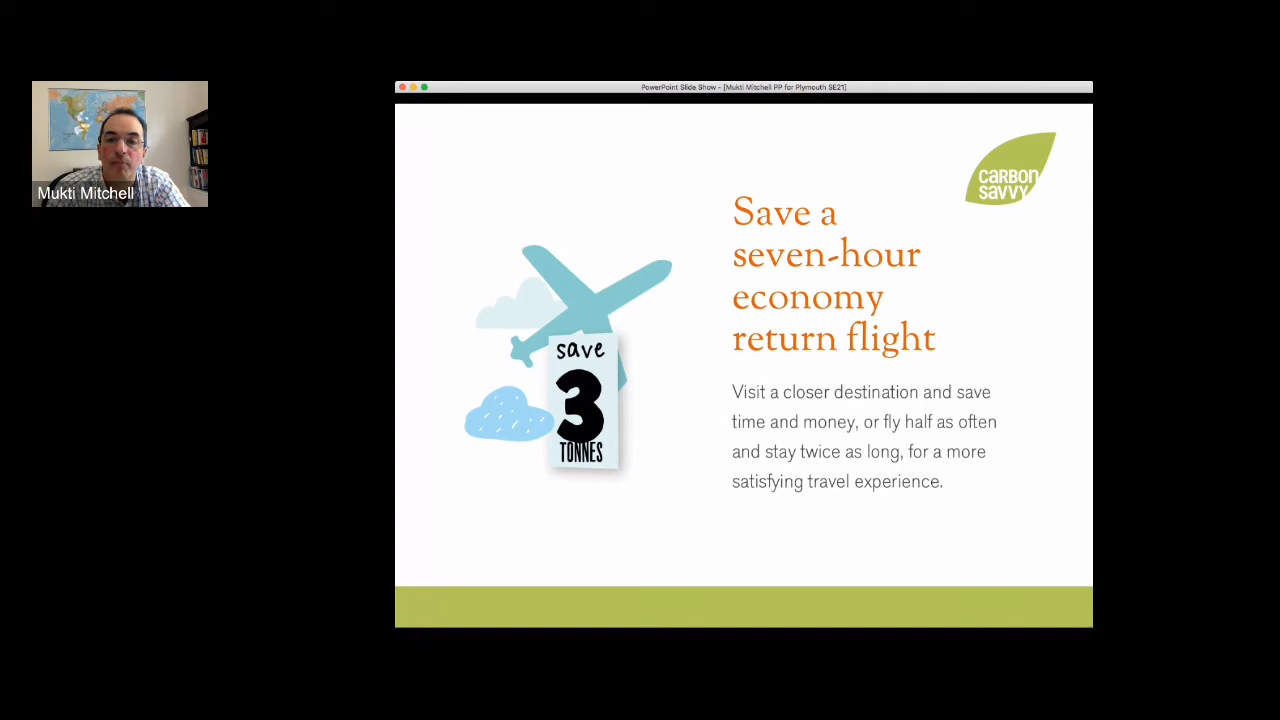 PowerPoint Slide Show - [Mukti Mitchell PP for Plymouth SE21]
Mukti Mitchell
CARBON
SAVVY
Save a
seven-hour
economy
return flight
save
3
TONNES
Visit a closer destination and save
time and money, or fly half as often
and stay twice as long, for a more
satisfying travel experience.